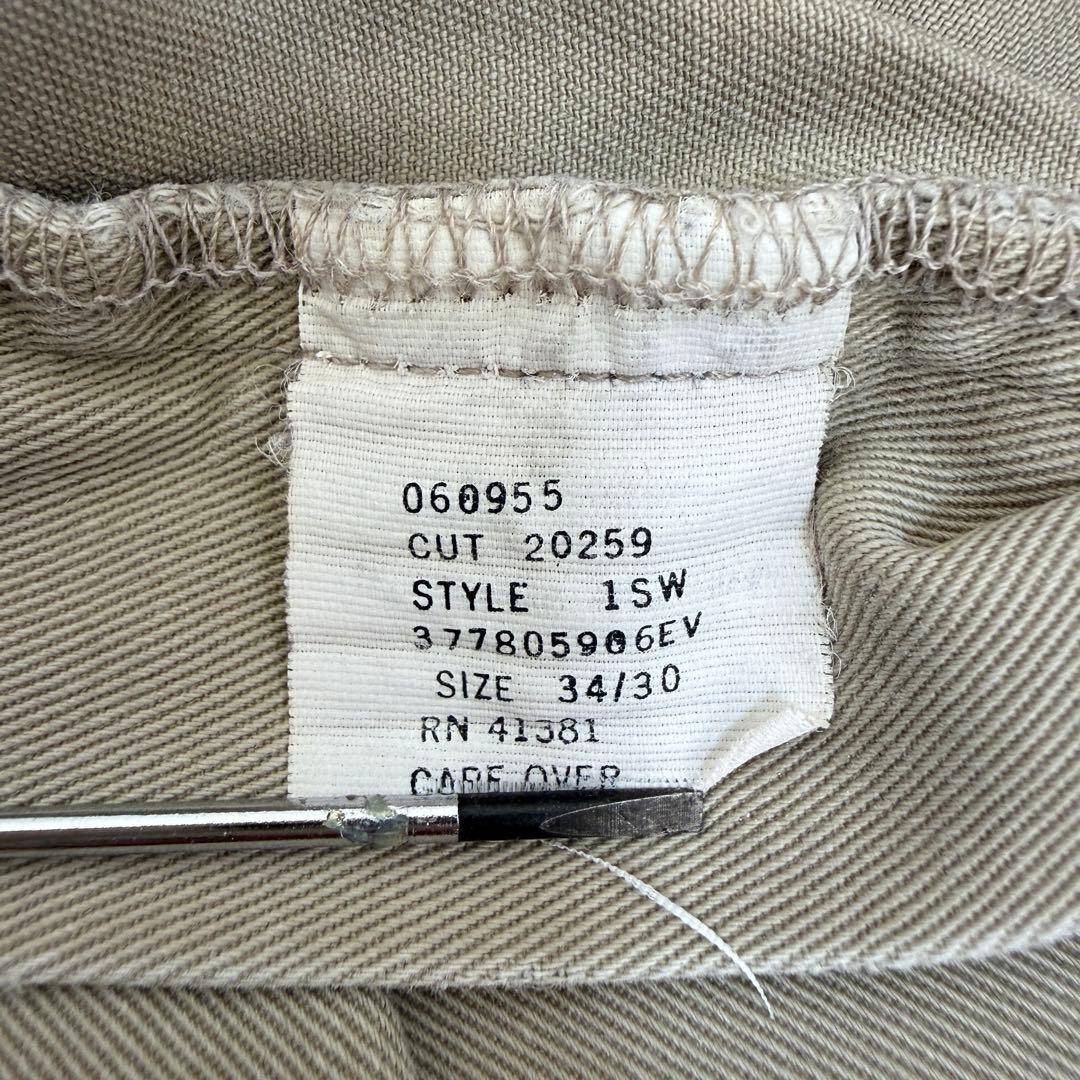 060955
CUT 20259
STYLE 1SW
377805906EV
SIZE 34/30
RN 41381
CARE OVER